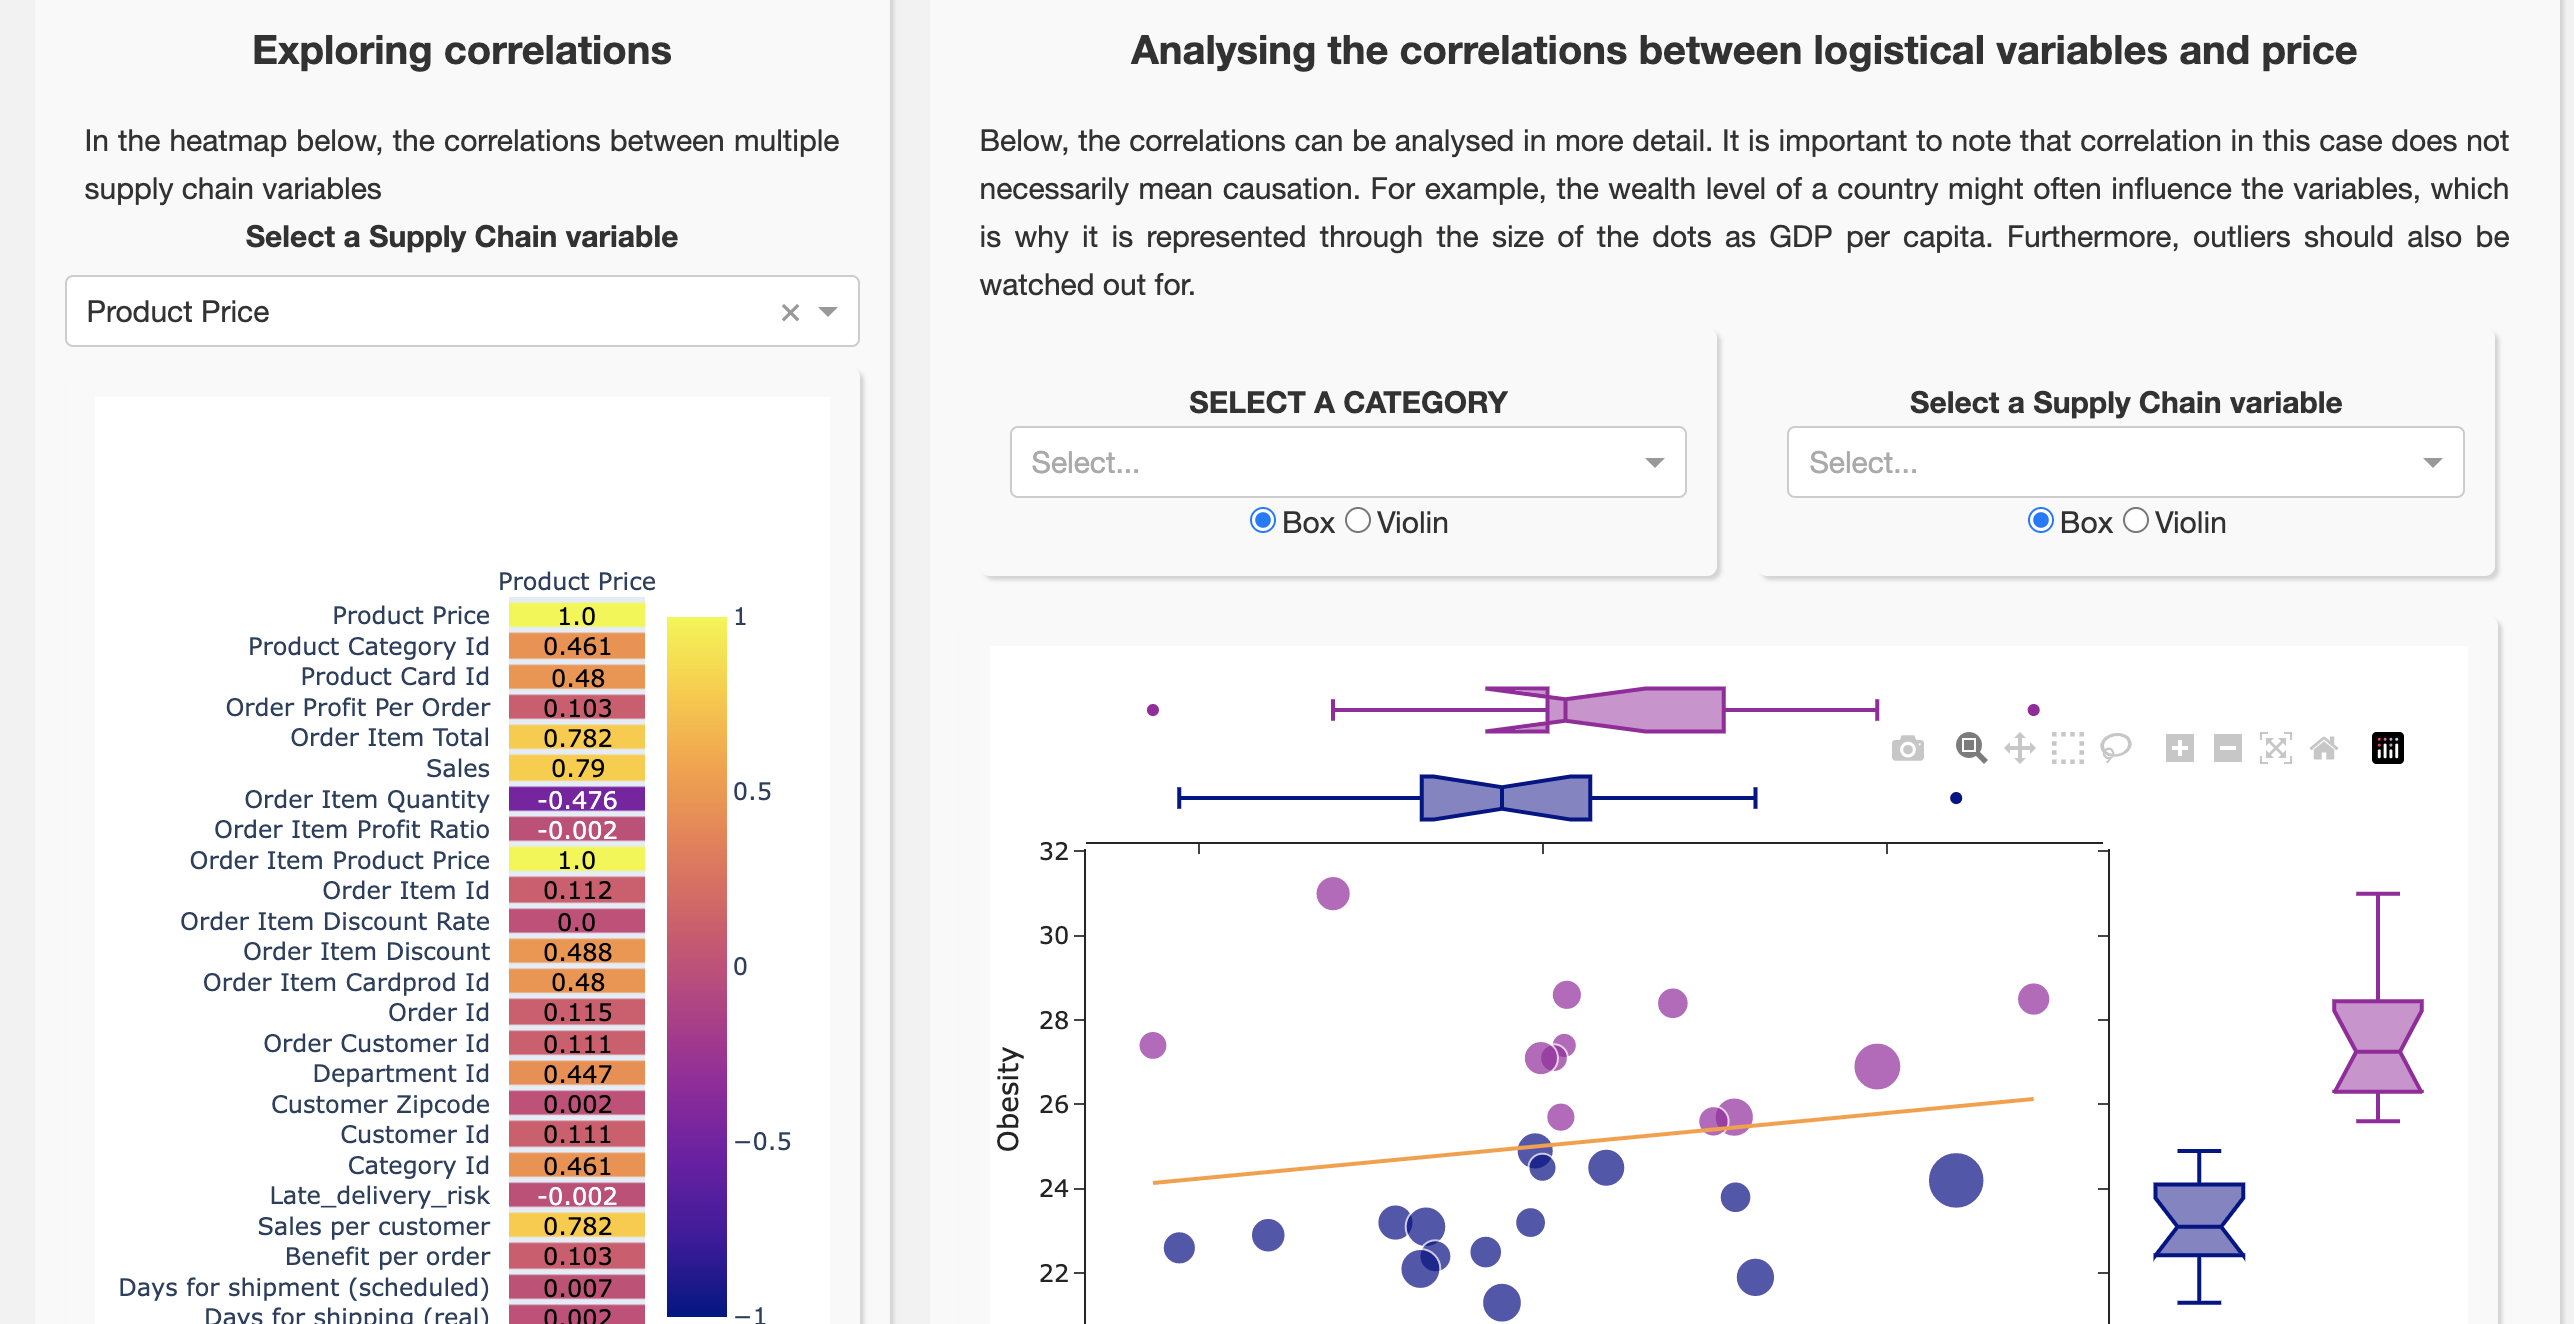 Exploring correlations
In the heatmap below, the correlations between multiple
supply chain variables
Select a Supply Chain variable
Product Price
Product Price
Product Price 1.0
Product Category Id 0.461
Product Card Id 0.48
Order Profit Per Order 0.103
Order Item Total 0.782
Sales 0.79
Order Item Quantity -0.476
Order Item Profit Ratio -0.002
Order Item Product Price 1.0
Order Item Id 0.112
Order Item Discount Rate 0.0
Order Item Discount 0.488
Order Item Cardprod Id 0.48
Order Id 0.115
Order Customer Id 0.111
Department Id 0.447
Customer Zipcode 0.002
Customer Id 0.111
Category Id 0.461
Late_delivery_risk -0.002
Sales per customer 0.782
Benefit per order 0.103
Days for shipment (scheduled) 0.007
Days for shipping (real) 0.002
1
0.5
0
−0.5
−1
Analysing the correlations between logistical variables and price
Below, the correlations can be analysed in more detail. It is important to note that correlation in this case does not
necessarily mean causation. For example, the wealth level of a country might often influence the variables, which
is why it is represented through the size of the dots as GDP per capita. Furthermore, outliers should also be
watched out for.
SELECT A CATEGORY
Select...
Box Violin
Select a Supply Chain variable
Select...
Box Violin
32
30
28
26
24
22
Obesity